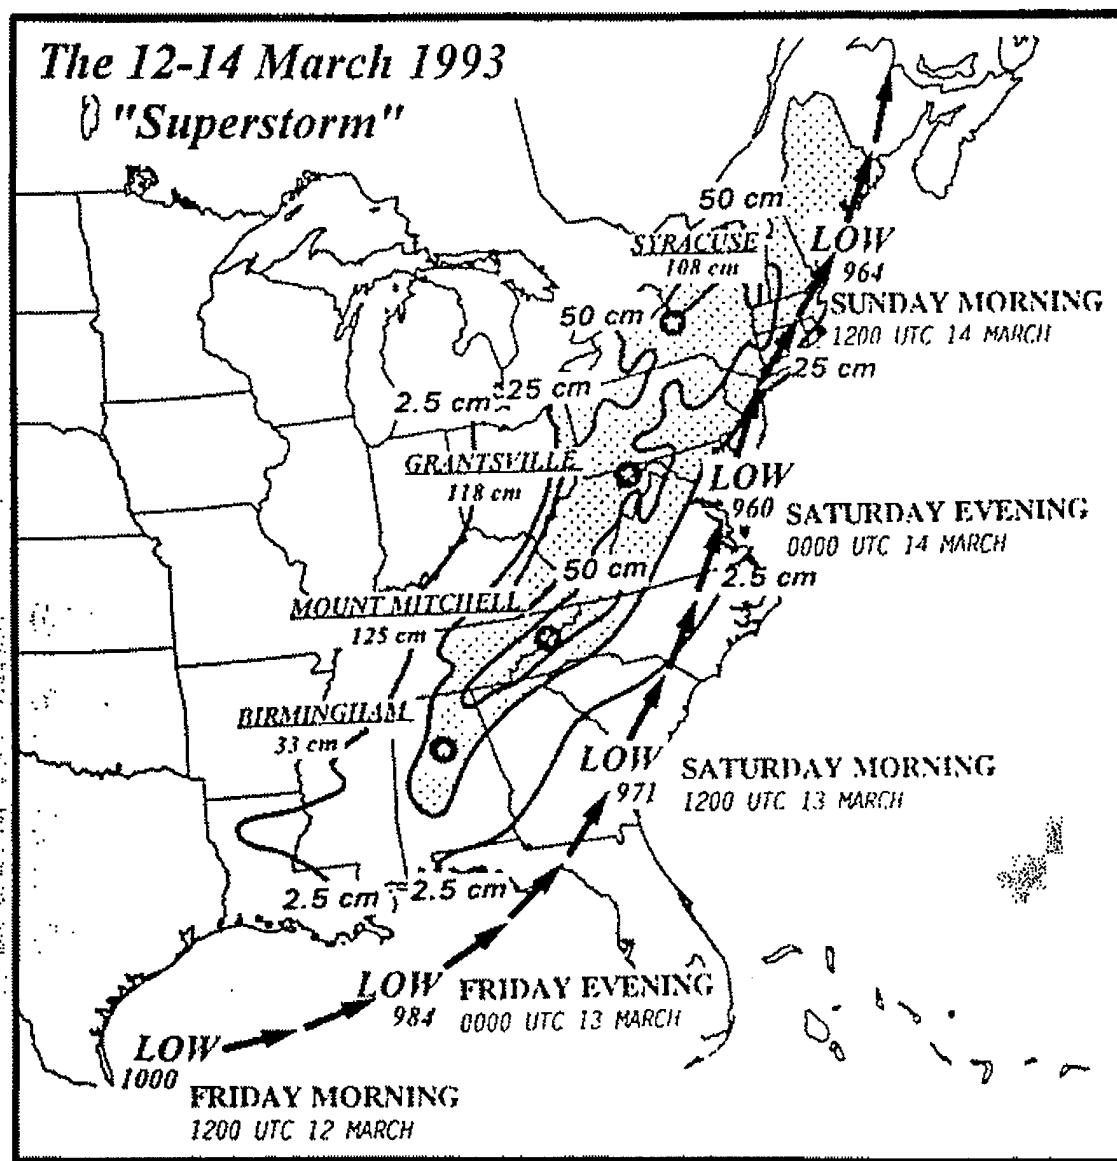 The 12-14 March 1993
"Superstorm"
50 cm
SYRACUSE
108 cm
LOW
964
SUNDAY MORNING
1200 UTC 14 MARCH
50 cm
25 cm
2.5 cm
25 cm
GRANTSVILLE
118 cm
LOW
960
SATURDAY EVENING
0000 UTC 14 MARCH
50 cm
2.5 cm
MOUNT MITCHELL
125 cm
BIRMINGHAM
33 cm
LOW
971
SATURDAY MORNING
1200 UTC 13 MARCH
2.5 cm
2.5 cm
LOW
984
FRIDAY EVENING
0000 UTC 13 MARCH
LOW
1000
FRIDAY MORNING
1200 UTC 12 MARCH